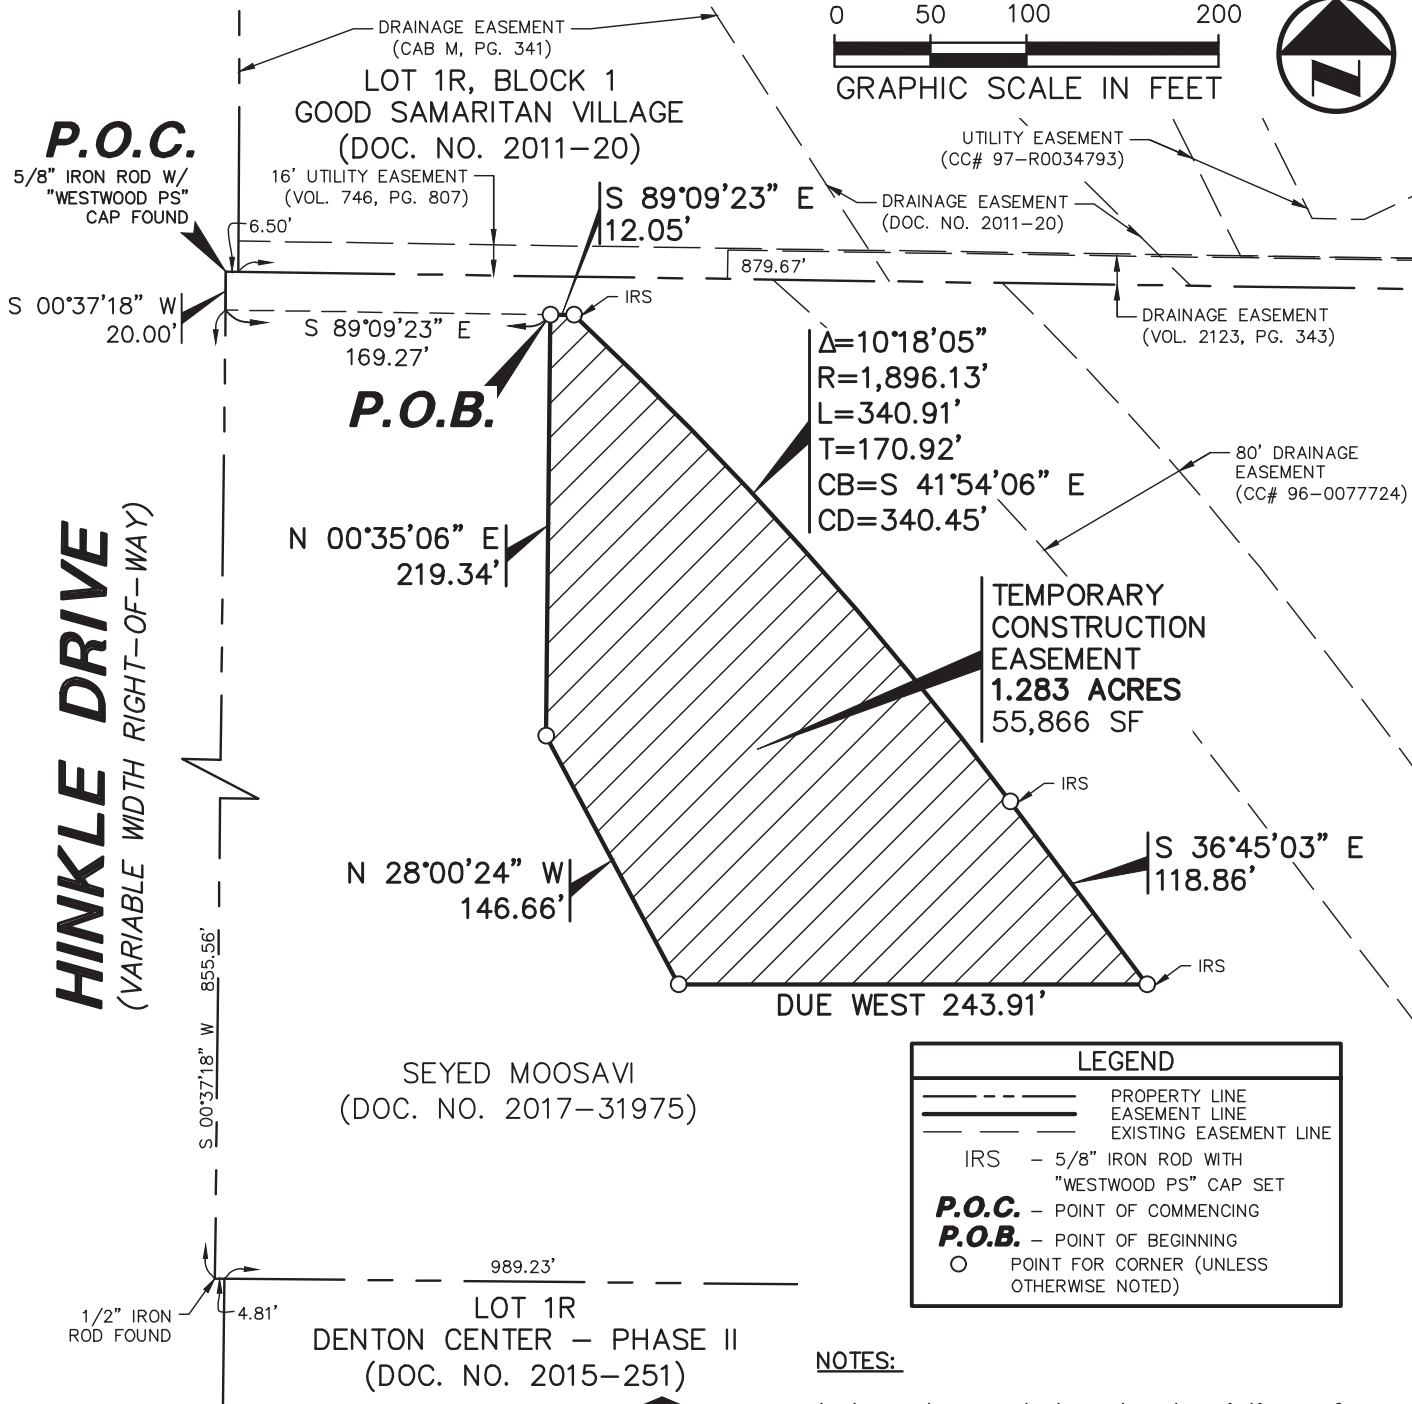 0 50 100 200
GRAPHIC SCALE IN FEET
N
DRAINAGE EASEMENT
(CAB M, PG. 341)
LOT 1R, BLOCK 1
GOOD SAMARITAN VILLAGE
(DOC. NO. 2011-20)
P.O.C.
5/8" IRON ROD W/
"WESTWOOD PS"
CAP FOUND
16' UTILITY EASEMENT
(VOL. 746, PG. 807)
6.50'
S 89°09'23" E
12.05'
UTILITY EASEMENT
(CC# 97-R0034793)
DRAINAGE EASEMENT
(DOC. NO. 2011-20)
879.67'
S 00°37'18" W
20.00'
S 89°09'23" E
169.27'
IRS
DRAINAGE EASEMENT
(VOL. 2123, PG. 343)
P.O.B.
Δ=10°18'05"
R=1,896.13'
L=340.91'
T=170.92'
CB=S 41°54'06" E
CD=340.45'
80' DRAINAGE
EASEMENT
(CC# 96-0077724)
N 00°35'06" E
219.34'
HINKLE DRIVE
(VARIABLE WIDTH RIGHT-OF-WAY)
TEMPORARY
CONSTRUCTION
EASEMENT
1.283 ACRES
55,866 SF
IRS
S 36°45'03" E
118.86'
N 28°00'24" W
146.66'
IRS
DUE WEST 243.91'
S 00°37'18" W 855.56'
SEYED MOOSAVI
(DOC. NO. 2017-31975)
LEGEND
PROPERTY LINE
EASEMENT LINE
EXISTING EASEMENT LINE
IRS - 5/8" IRON ROD WITH
"WESTWOOD PS" CAP SET
P.O.C. - POINT OF COMMENCING
P.O.B. - POINT OF BEGINNING
POINT FOR CORNER (UNLESS
OTHERWISE NOTED)
989.23'
1/2" IRON
ROD FOUND
4.81'
LOT 1R
DENTON CENTER - PHASE II
(DOC. NO. 2015-251)
NOTES: